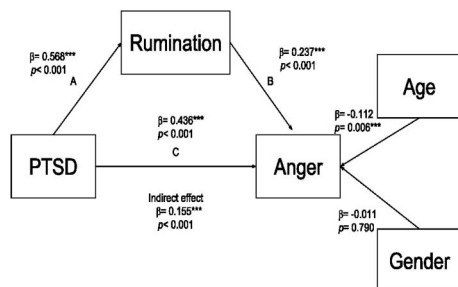 Rumination
β= 0.568***
p< 0.001
A
β= 0.237***
p< 0.001
B
Age
β= 0.436***
p< 0.001
C
β= -0.112
p= 0.006***
PTSD
Anger
Indirect effect
β= 0.155***
p< 0.001
β= -0.011
p= 0.790
Gender